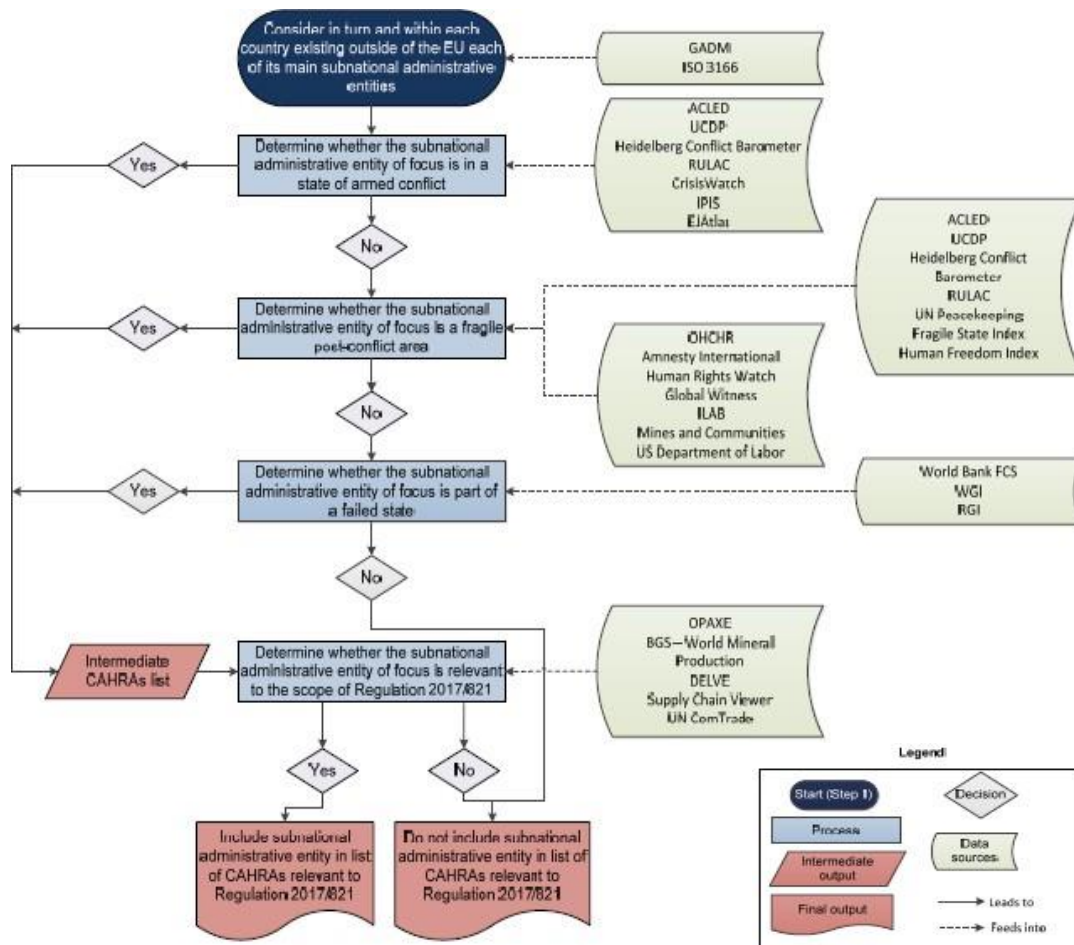 Consider in turn and within each
country existing outside of the EU each
of its main subnational administrative
entities
GADMI
ISO 3166
ACLED
UCDP
Heidelberg Conflict Barometer
RULAC
CrisisWatch
IPIS
EJAtlas
Determine whether the subnational
administrative entity of focus is in a
state of armed conflict
Yes
No
ACLED
UCDP
Heidelberg Conflict
Barometer
RULAC
UN Peacekeeping
Fragile State Index
Human Freedom Index
Determine whether the subnational
administrative entity of focus is a fragile
post-conflict area
Yes
OHCHR
Amnesty International
Human Rights Watch
Global Witness
ILAB
Mines and Communities
US Department of Labor
No
Determine whether the subnational
administrative entity of focus is part of
a failed state
Yes
World Bank FCS
WGI
RGI
No
OPAXE
BGS—World Minerall
Production
DELVE
Supply Chain Viewer
UN ComTrade
Intermediate
CAHRAs list
Determine whether the subnational
administrative entity of focus is relevant
to the scope of Regulation 2017/821
Yes
No
Include subnational
administrative entity in list
of CAHRAs relevant to
Regulation 2017/821
Do not include subnational
administrative entity in list of
CAHRAs relevant to
Regulation 2017/821
Legend
Start (Step 1)
Decision
Process
Data
sources
Intermediate
output
Final output
Leads to
Feeds into